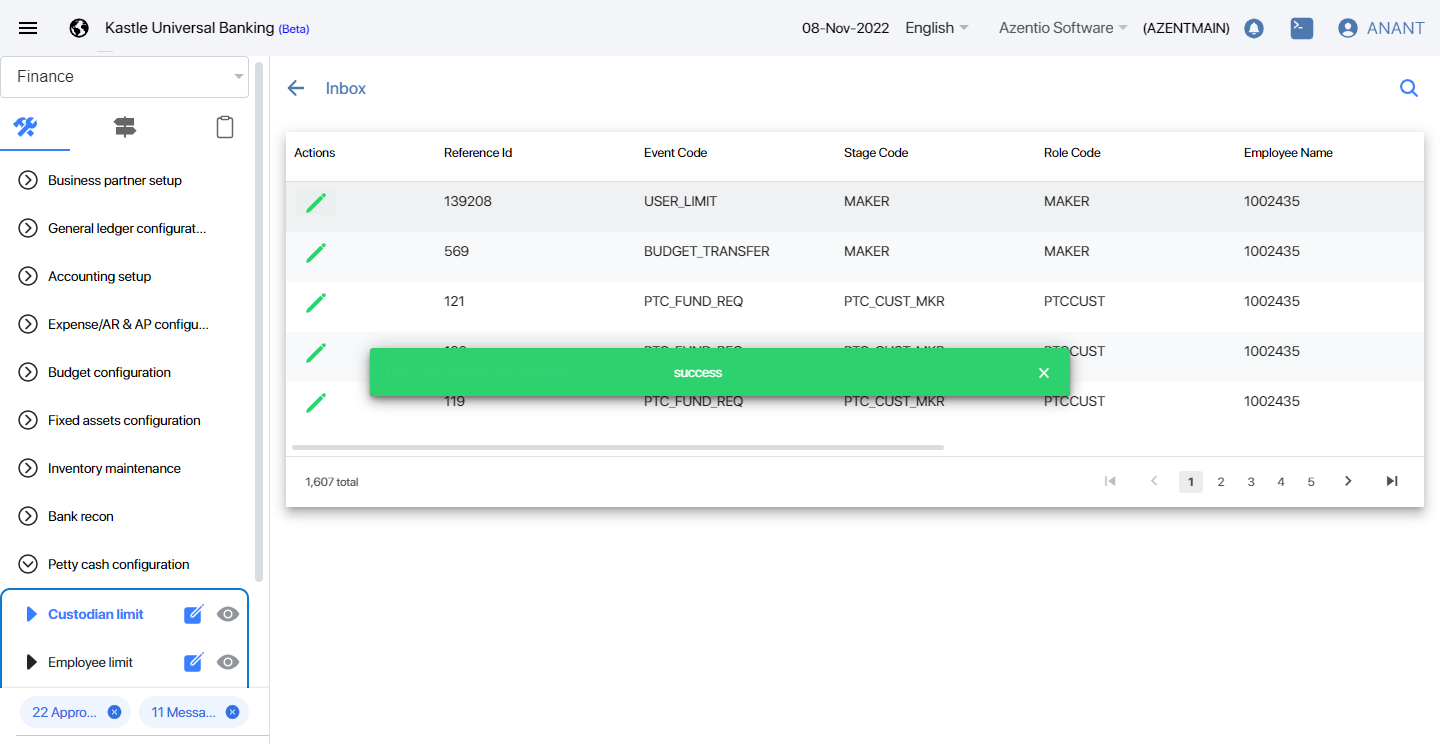 Kastle Universal Banking (Beta)
08-Nov-2022 English Azentio Software (AZENTMAIN) ANANT
Finance
Inbox
Business partner setup
General ledger configurat...
Accounting setup
Expense/AR & AP configu...
Budget configuration
Fixed assets configuration
Inventory maintenance
Bank recon
Petty cash configuration
Custodian limit
Employee limit
22 Appro... 11 Messa...
Actions Reference Id Event Code Stage Code Role Code Employee Name
139208 USER_LIMIT MAKER MAKER 1002435
569 BUDGET_TRANSFER MAKER MAKER 1002435
121 PTC_FUND_REQ PTC_CUST_MKR PTCCUST 1002435
PTC_FUND_REQ PTC_CUST_MKR PTCCUST 1002435
success
119 PTC_FUND_REQ PTC_CUST_MKR PTCCUST 1002435
1,607 total 1 2 3 4 5